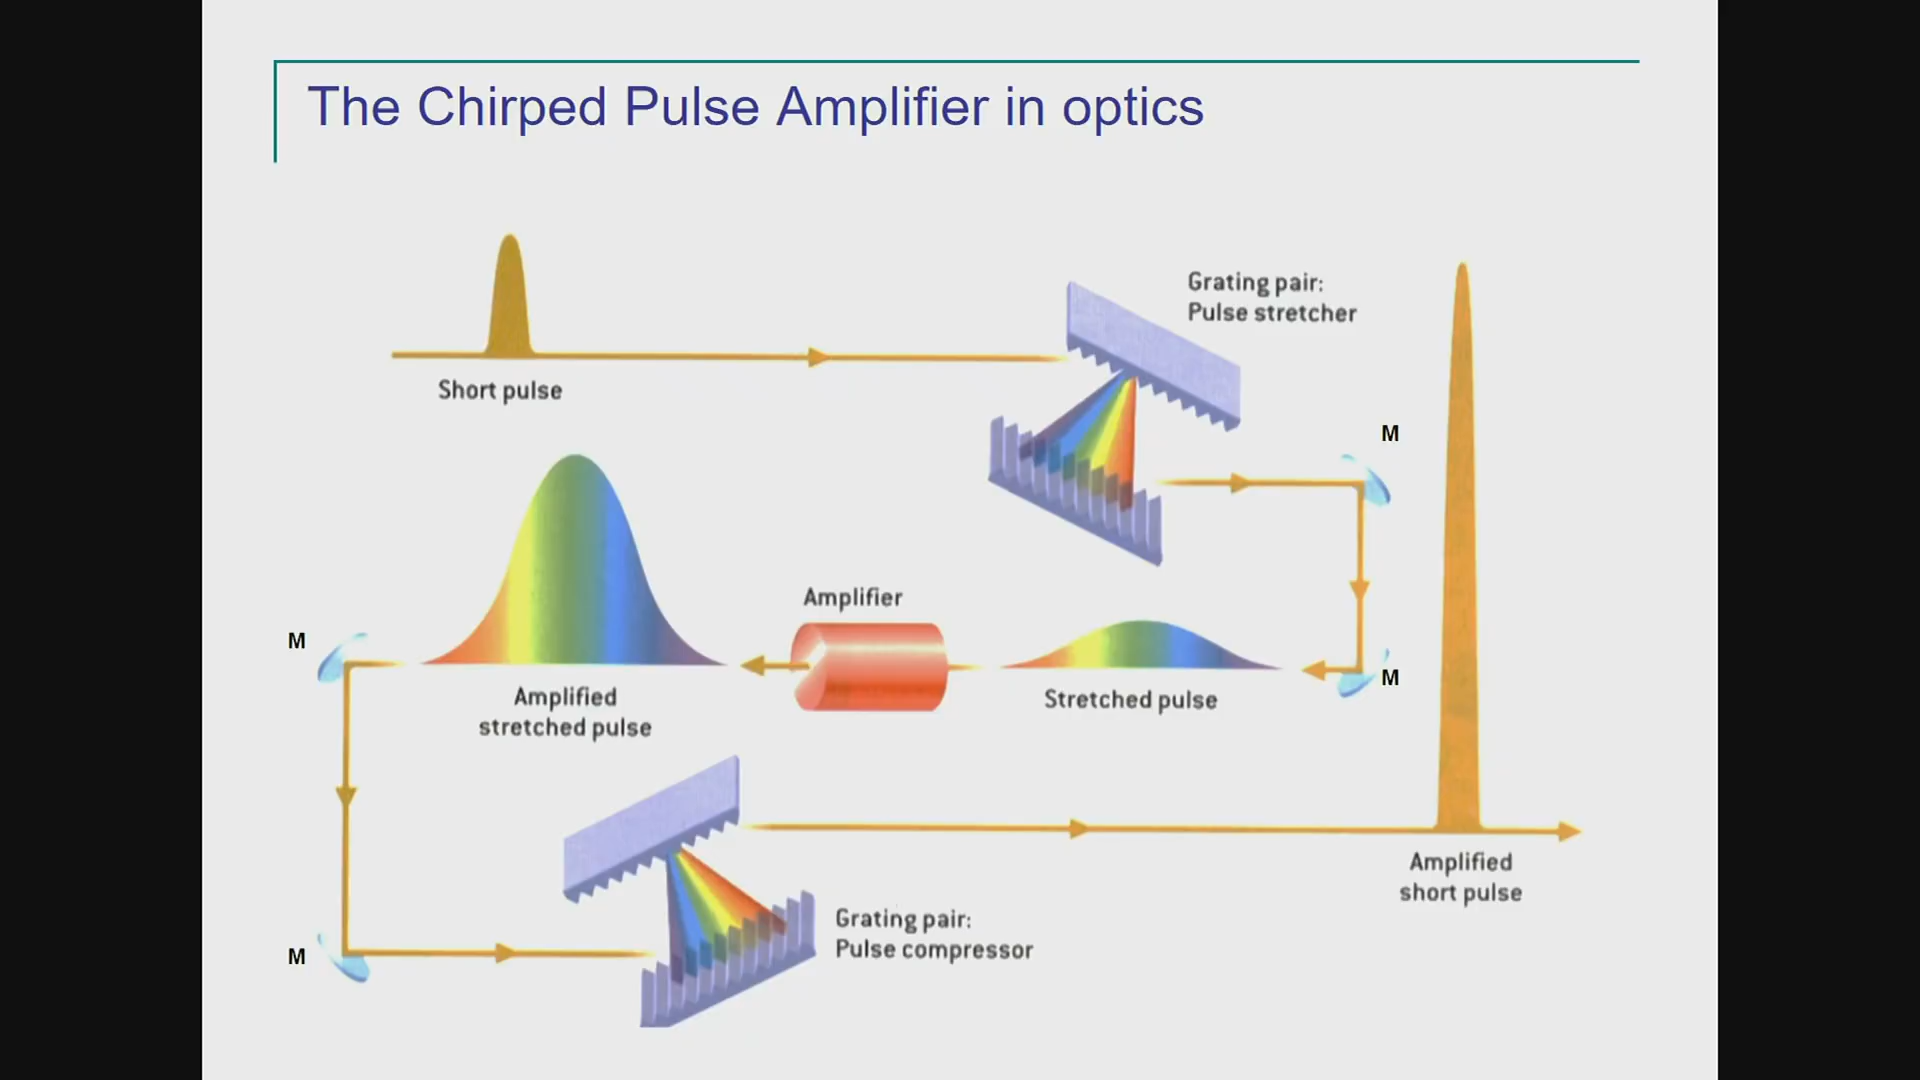 The Chirped Pulse Amplifier in optics
Grating pair:
Pulse stretcher
Short pulse
M
Amplifier
M
M
Amplified
stretched pulse
Stretched pulse
Amplified
short pulse
Grating pair:
Pulse compressor
M